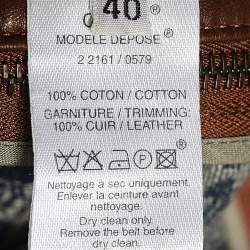 40 ®
MODELE DEPOSE ®
2 2161 / 0579
100% COTON / COTTON
GARNITURE / TRIMMING:
100% CUIR / LEATHER
P
Nettoyage a sec uniquement.
Enlever la ceinture avant
nettoyage.
Dry clean only.
Remove the belt before
dry cleaning.